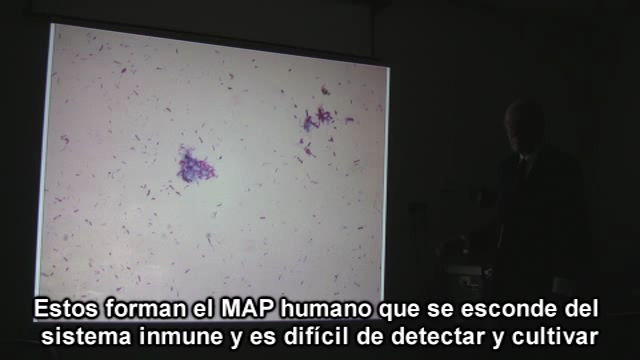 Estos forman el MAP humano que se esconde del
sistema inmune y es difícil de detectar y cultivar